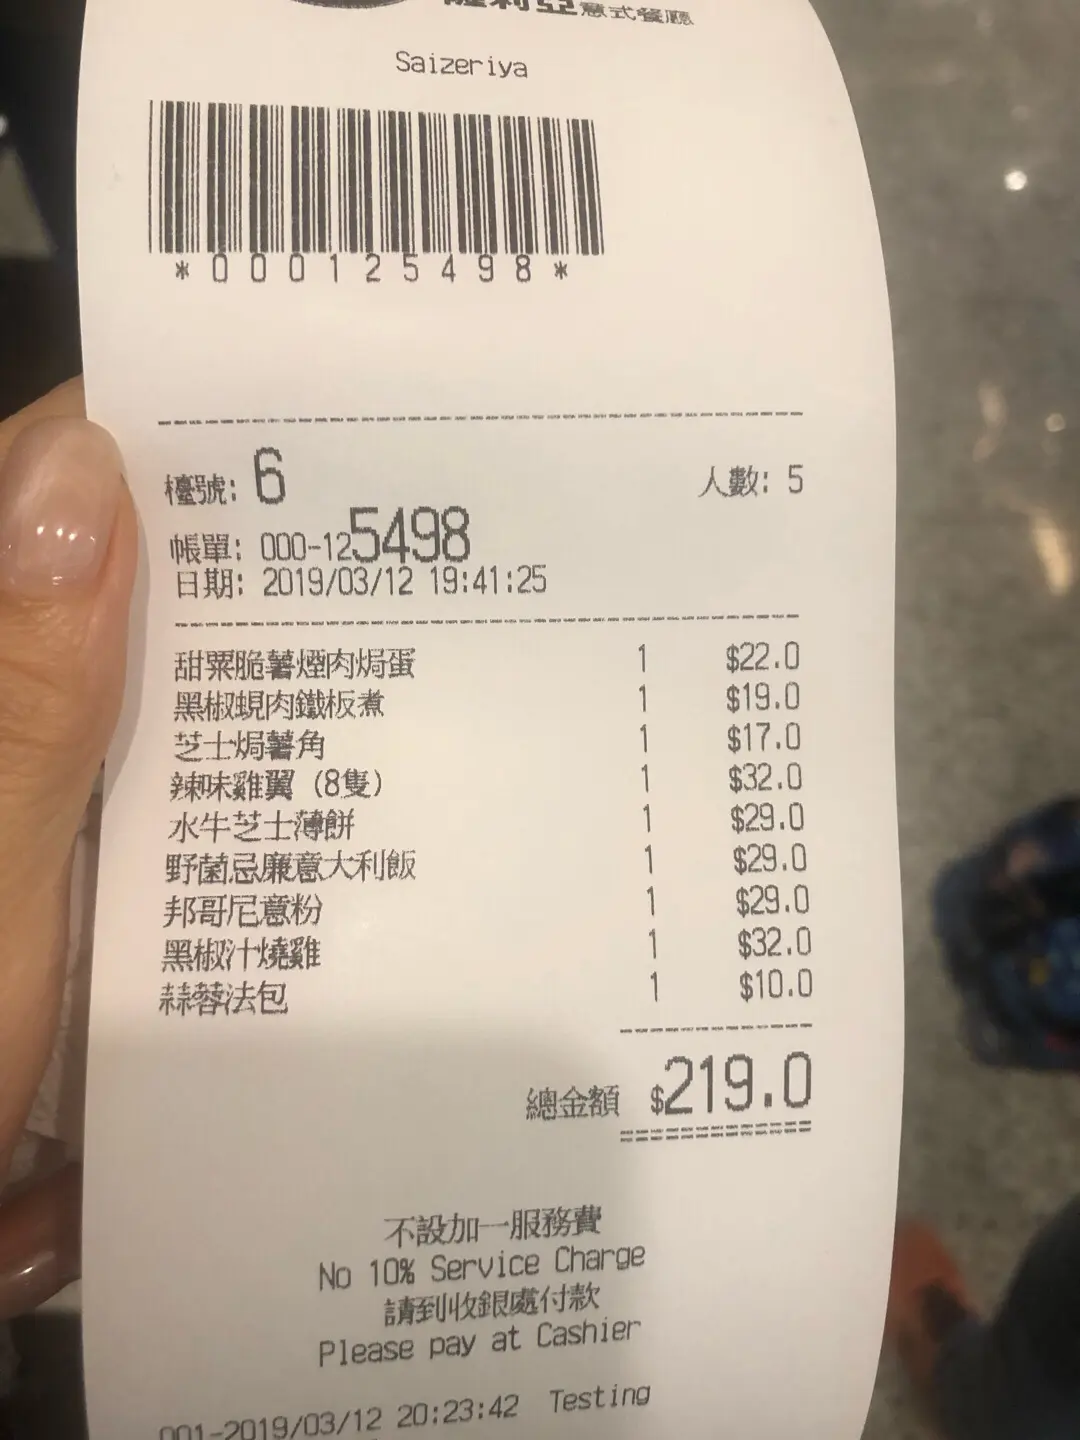 薩利亞意式餐廳
Saizeriya
*000125498*
檯號: 6 人數: 5
帳單: 000-125498
日期: 2019/03/12 19:41:25
甜粟脆薯煙肉焗蛋 1 $22.0
黑椒蜆肉鐵板煮 1 $19.0
芝士焗薯角 1 $17.0
辣味雞翼 (8隻) 1 $32.0
水牛芝士薄餅 1 $29.0
野菌忌廉意大利飯 1 $29.0
邦哥尼意粉 1 $29.0
黑椒汁燒雞 1 $32.0
蒜蓉法包 1 $10.0
總金額 $219.0
不設加一服務費
No 10% Service Charge
請到收銀處付款
Please pay at Cashier
001-2019/03/12 20:23:42 Testing